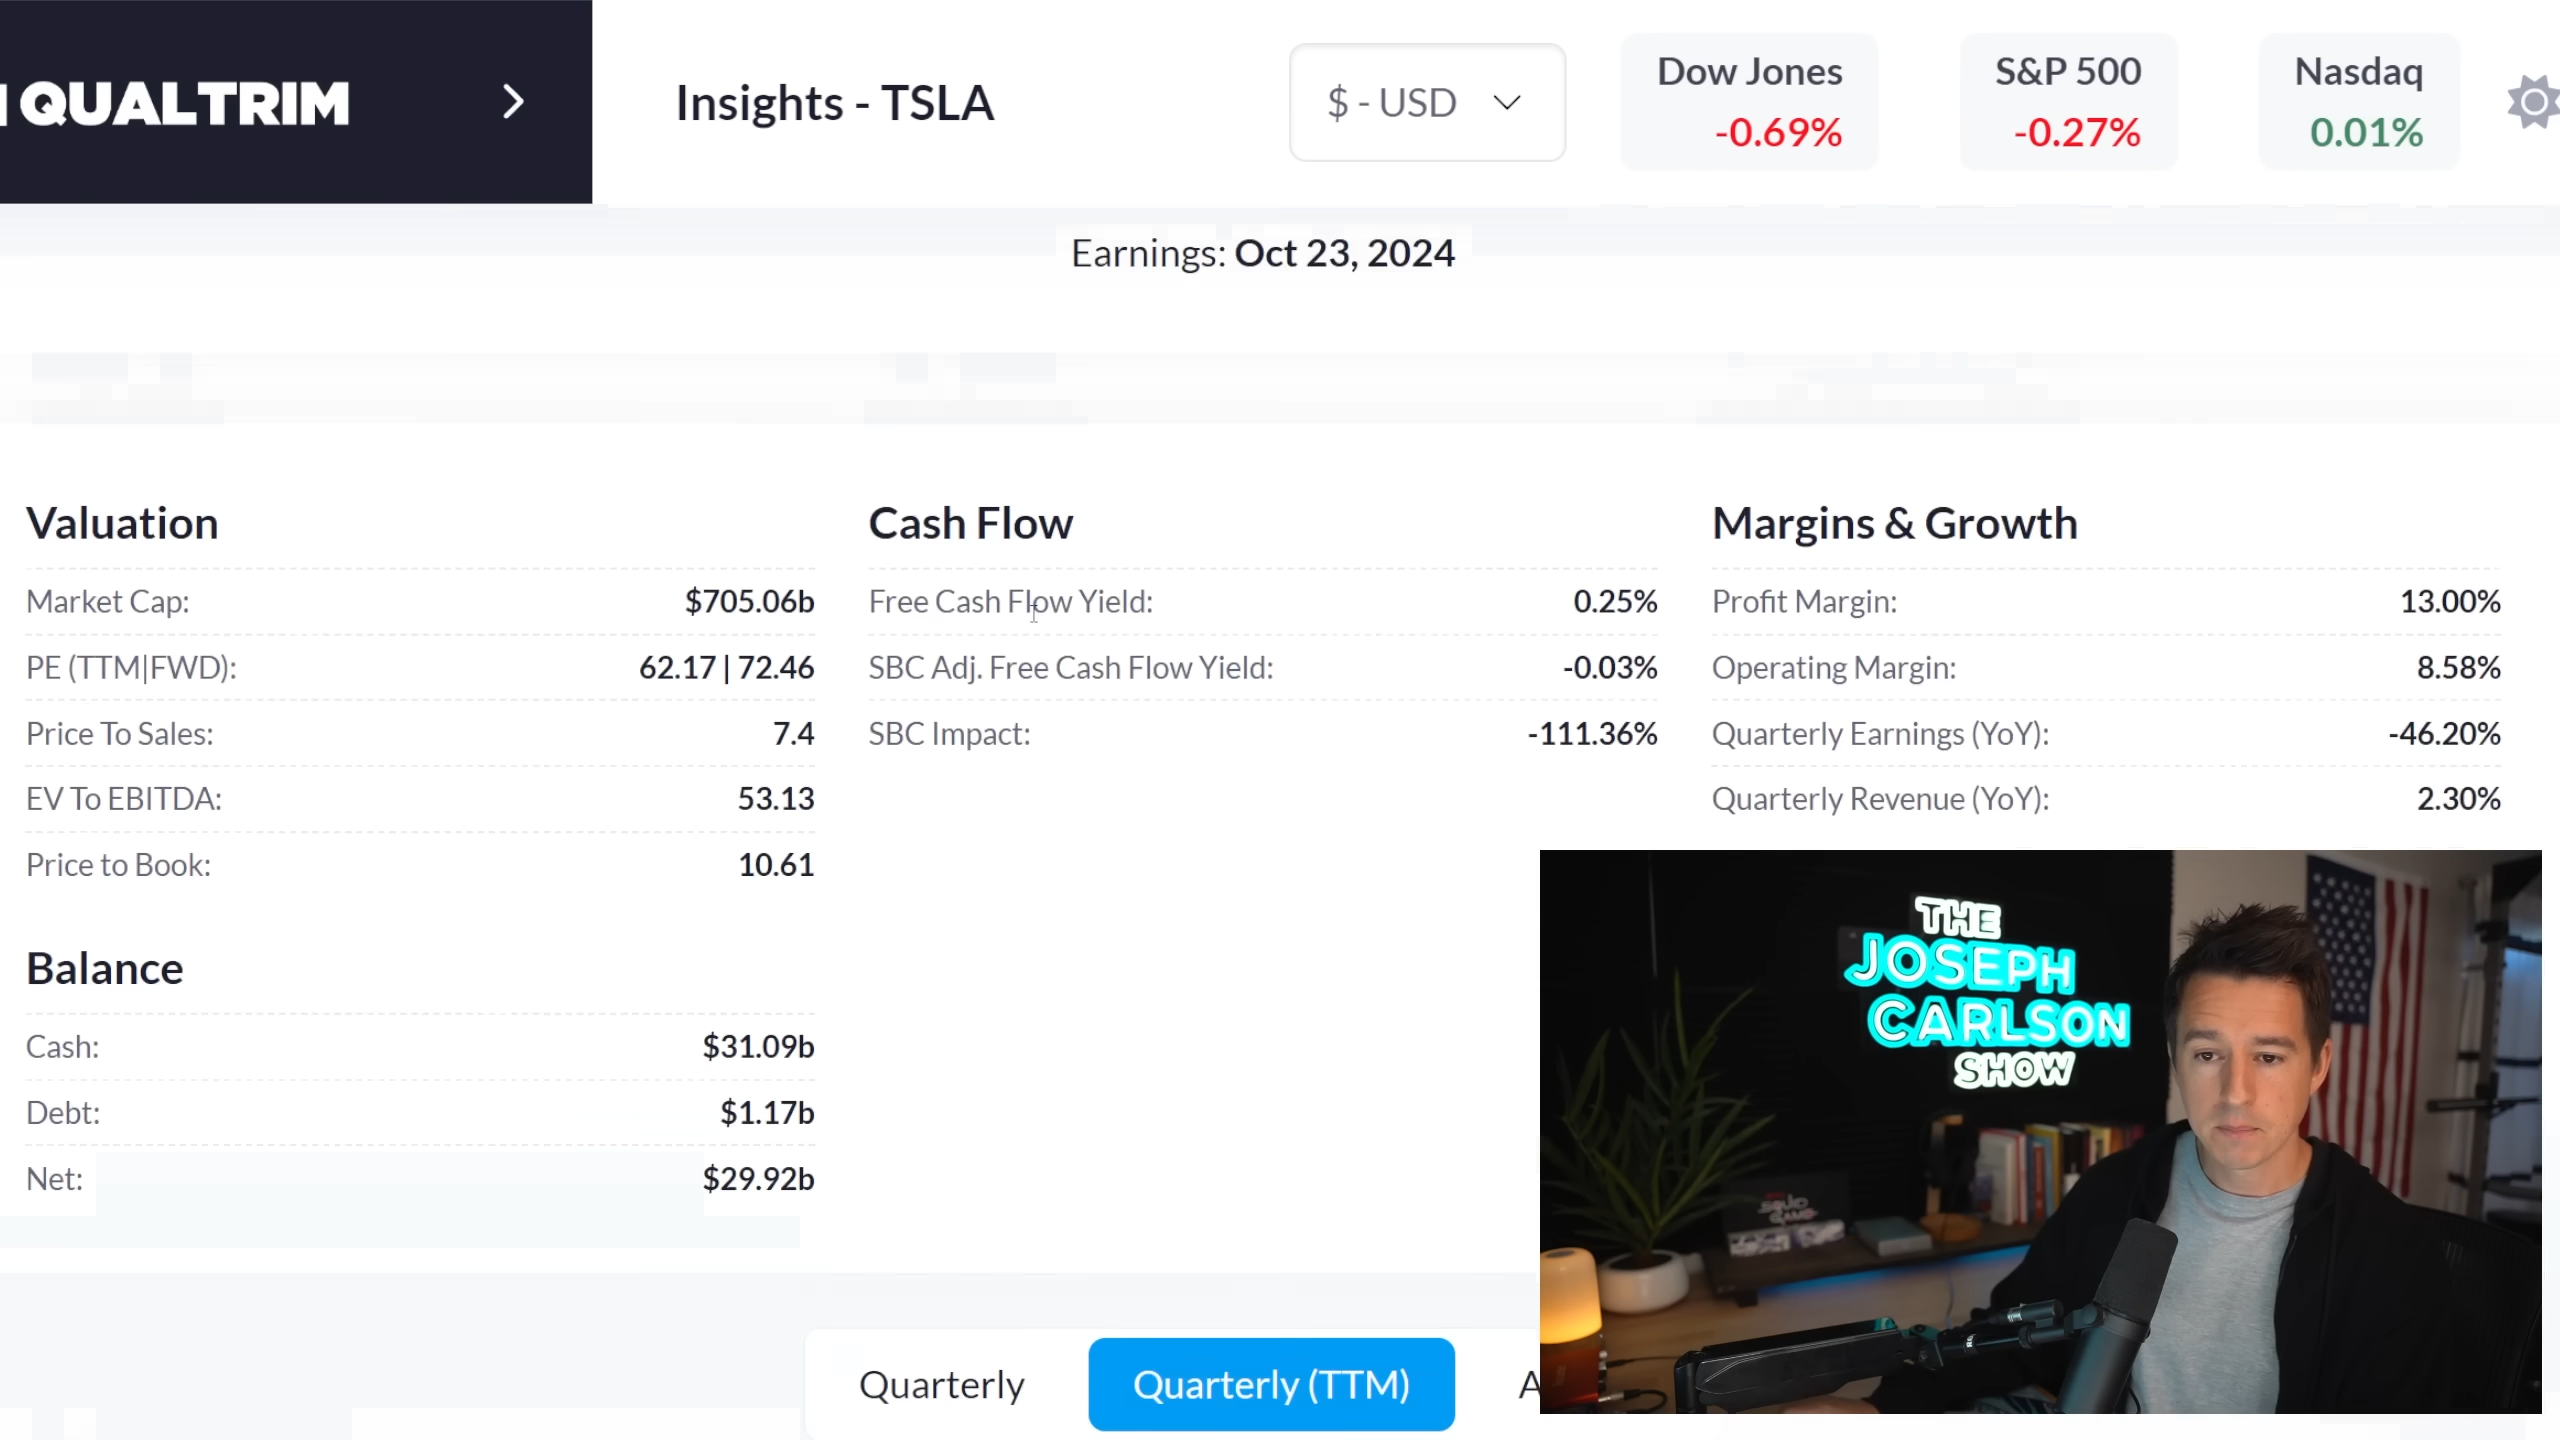 QUALTRIM
Insights - TSLA
$ - USD
Dow Jones
-0.69%
S&P 500
-0.27%
Nasdaq
0.01%
Earnings: Oct 23, 2024
Valuation
Market Cap: $705.06b
PE (TTM|FWD): 62.17 | 72.46
Price To Sales: 7.4
EV To EBITDA: 53.13
Price to Book: 10.61
Balance
Cash: $31.09b
Debt: $1.17b
Net: $29.92b
Cash Flow
Free Cash Flow Yield: 0.25%
SBC Adj. Free Cash Flow Yield: -0.03%
SBC Impact: -111.36%
Margins & Growth
Profit Margin: 13.00%
Operating Margin: 8.58%
Quarterly Earnings (YoY): -46.20%
Quarterly Revenue (YoY): 2.30%
THE
JOSEPH
CARLSON
SHOW
SQUID
GAME
Quarterly
Quarterly (TTM)